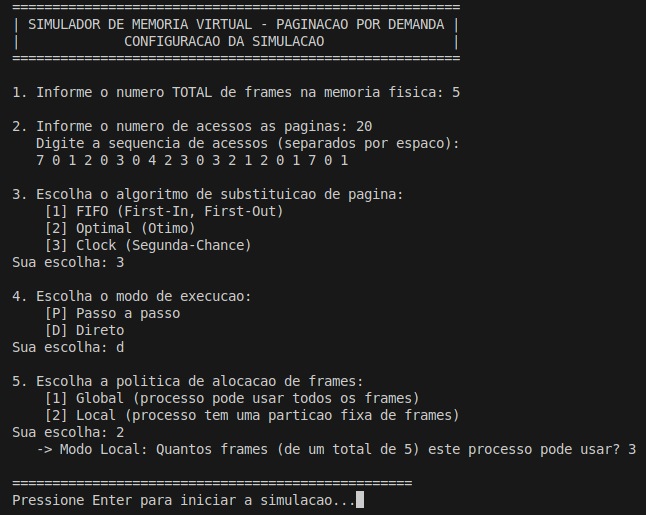 ========================================================
| SIMULADOR DE MEMORIA VIRTUAL - PAGINACAO POR DEMANDA |
|             CONFIGURACAO DA SIMULACAO                |
========================================================

1. Informe o numero TOTAL de frames na memoria fisica: 5

2. Informe o numero de acessos as paginas: 20
   Digite a sequencia de acessos (separados por espaco):
   7 0 1 2 0 3 0 4 2 3 0 3 2 1 2 0 1 7 0 1

3. Escolha o algoritmo de substituicao de pagina:
    [1] FIFO (First-In, First-Out)
    [2] Optimal (Otimo)
    [3] Clock (Segunda-Chance)
Sua escolha: 3

4. Escolha o modo de execucao:
    [P] Passo a passo
    [D] Direto
Sua escolha: d

5. Escolha a politica de alocacao de frames:
    [1] Global (processo pode usar todos os frames)
    [2] Local (processo tem uma particao fixa de frames)
Sua escolha: 2
   -> Modo Local: Quantos frames (de um total de 5) este processo pode usar? 3

==================================================
Pressione Enter para iniciar a simulacao...